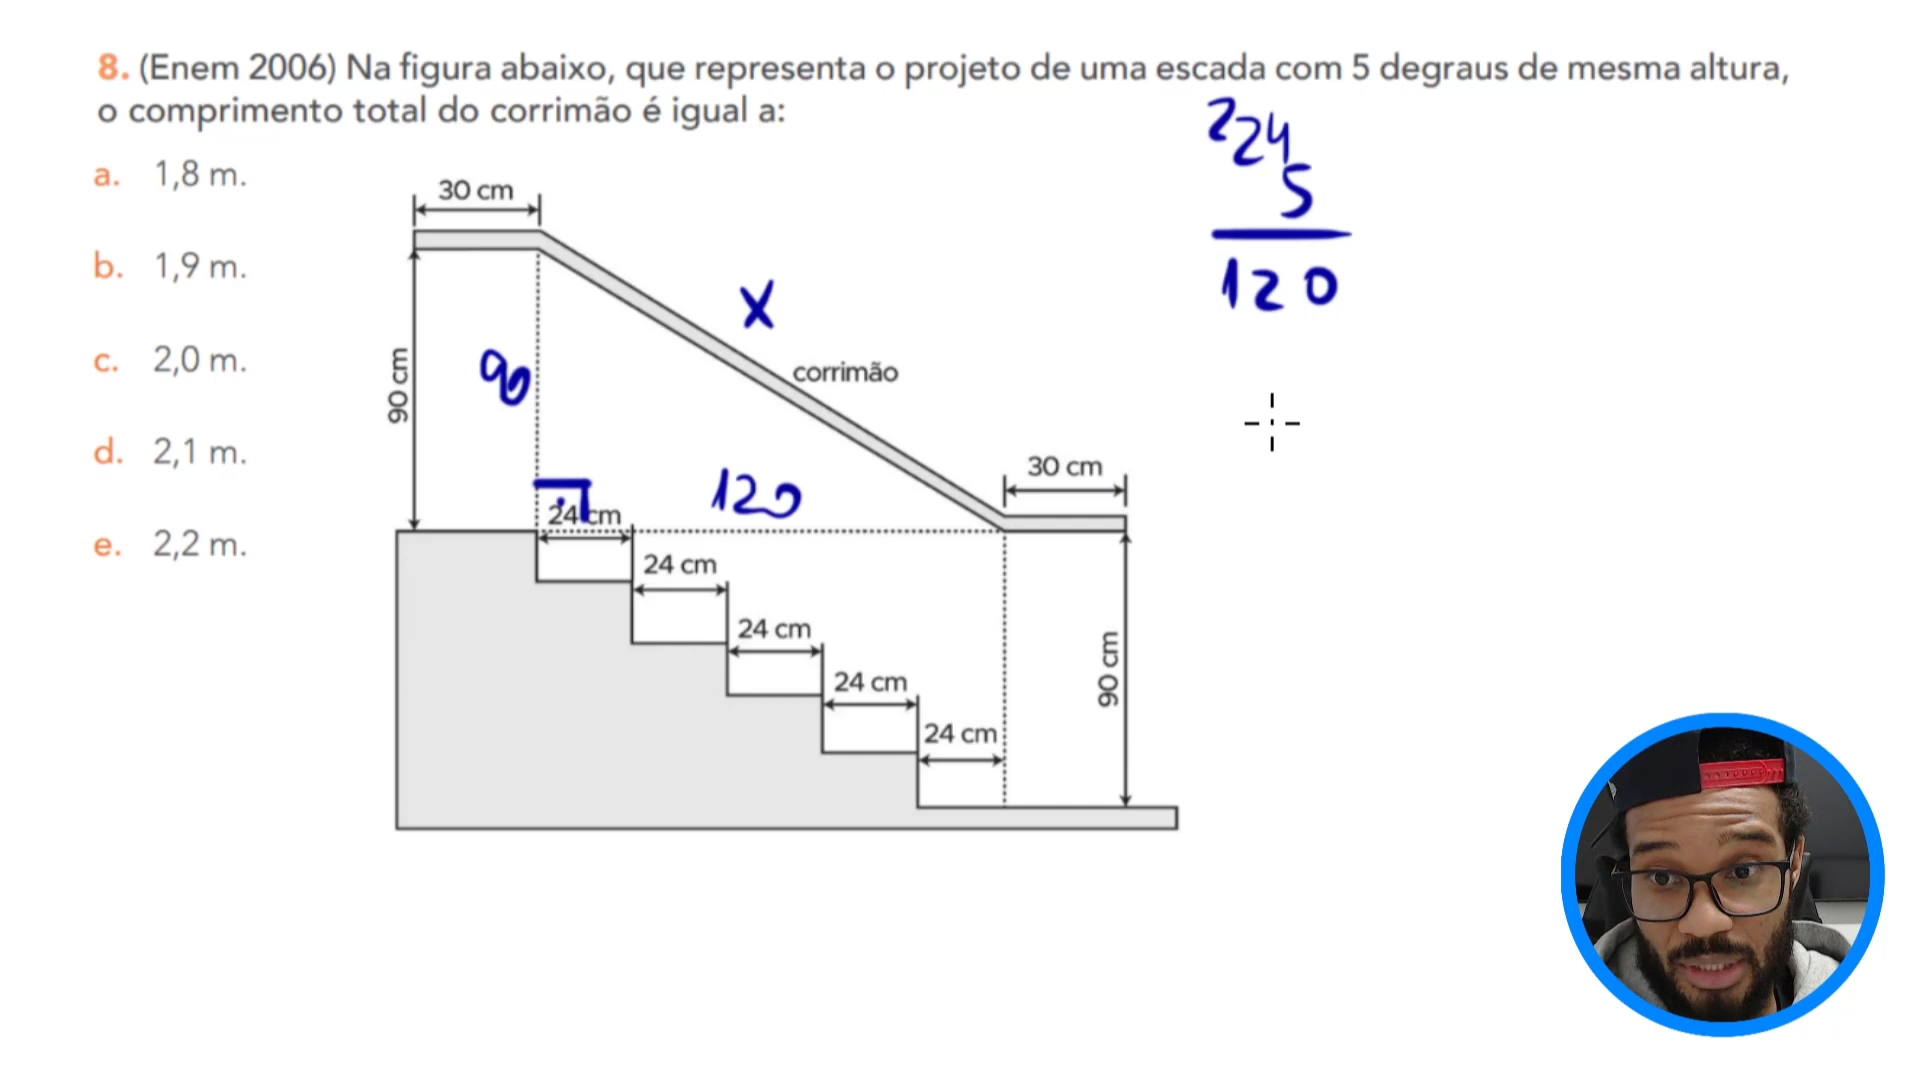 8. (Enem 2006) Na figura abaixo, que representa o projeto de uma escada com 5 degraus de mesma altura,
o comprimento total do corrimão é igual a:
a. 1,8 m.
b. 1,9 m.
c. 2,0 m.
d. 2,1 m.
e. 2,2 m.
30 cm
90 cm
90
x
corrimão
120
30 cm
24 cm
24 cm
24 cm
24 cm
24 cm
90 cm
2
24
5
120